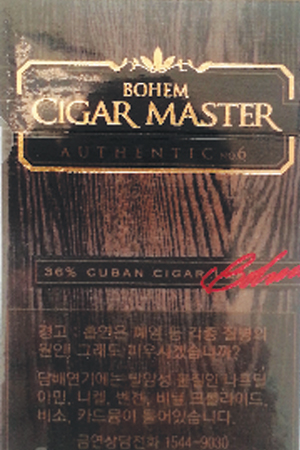 BOHEM
CIGAR MASTER
AUTHENTIC No.6
36% CUBAN CIGAR
경고 : 흡연은 폐암 등 각종 질병의
원인! 그래도 피우시겠습니까?
담배연기에는 발암성 물질인 나프틸
아민, 니켈, 벤젠, 비닐 크롤라이드,
비소, 카드뮴이 들어있습니다.
금연상담전화 1544-9030